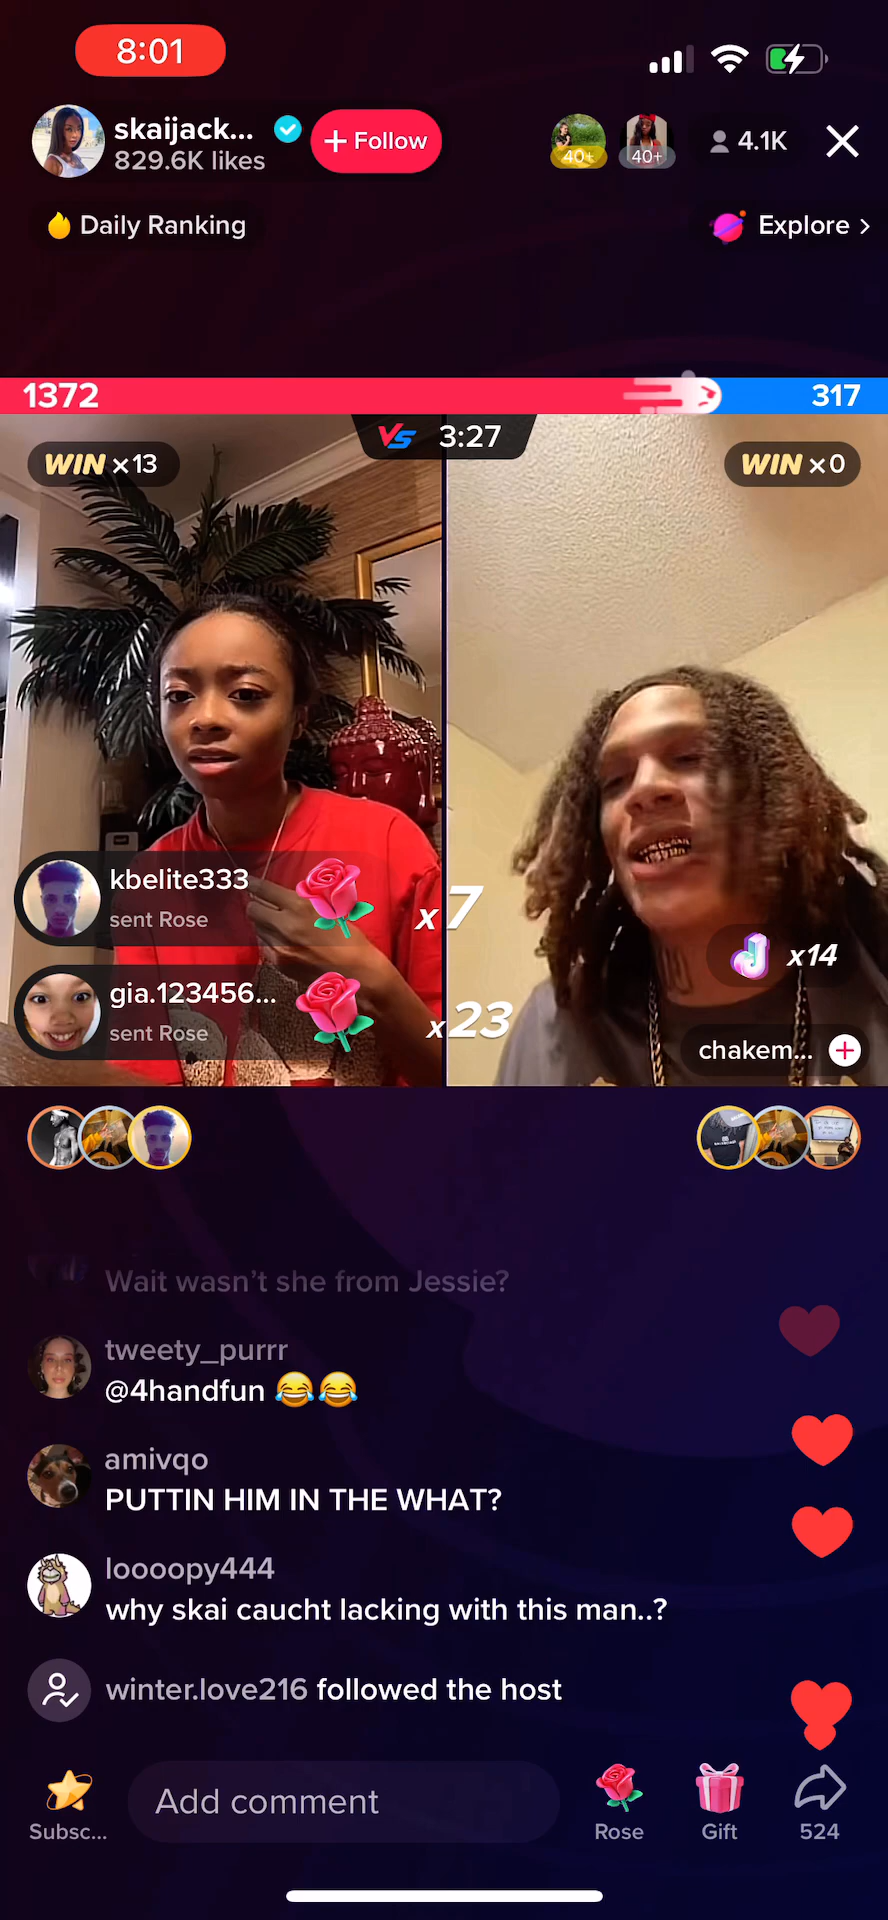 8:01
skaijack...
829.6K likes
+ Follow
40+
40+
4.1K
Daily Ranking
Explore >
1372
317
VS 3:27
WIN x13
WIN x0
kbelite333
sent Rose
x7
x14
gia.123456...
sent Rose
x23
chakem...
Wait wasn't she from Jessie?
tweety_purrr
@4handfun 😂😂
amivqo
PUTTIN HIM IN THE WHAT?
loooopy444
why skai caucht lacking with this man..?
winter.love216 followed the host
Add comment
Subsc...
Rose
Gift
524